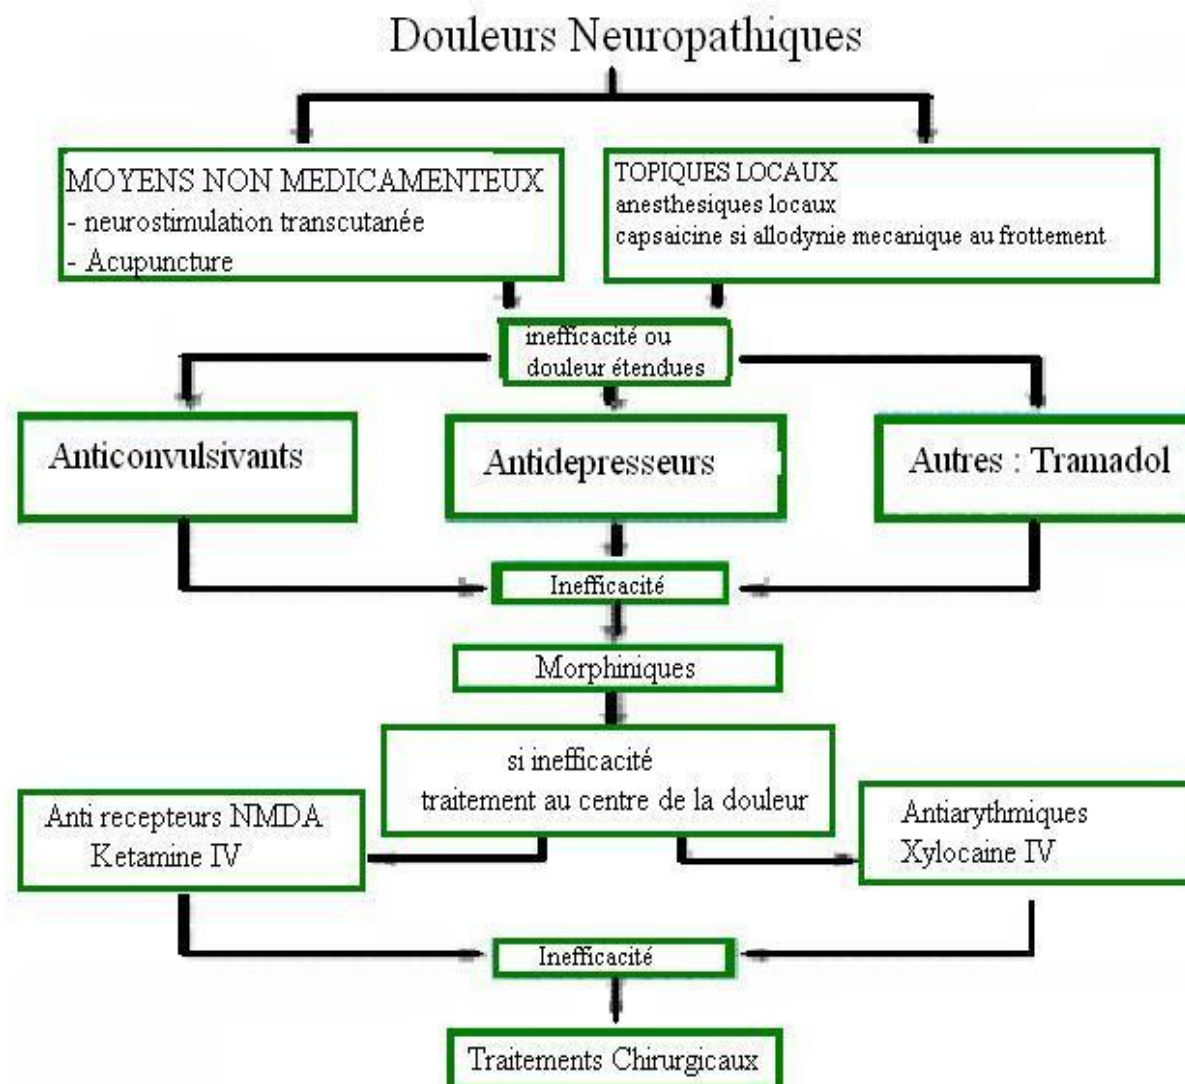 Douleurs Neuropathiques
MOYENS NON MEDICAMENTEUX
- neurostimulation transcutanée
- Acupuncture
TOPIQUES LOCAUX
anesthesiques locaux
capsaicine si allodynie mecanique au frottement
inefficacité ou
douleur étendues
Anticonvulsivants
Antidepresseurs
Autres : Tramadol
Inefficacité
Morphiniques
si inefficacité
traitement au centre de la douleur
Anti recepteurs NMDA
Ketamine IV
Antiarythmiques
Xylocaine IV
Inefficacité
Traitements Chirurgicaux